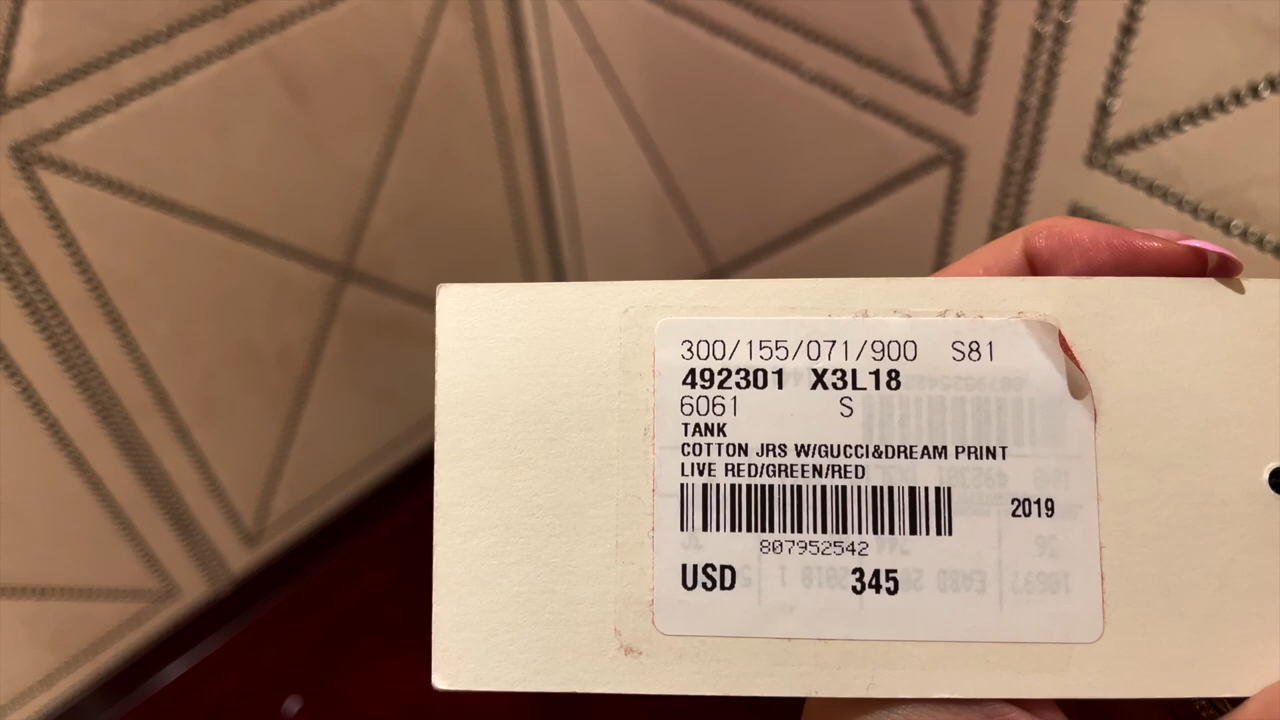 300/155/071/900 S81
492301 X3L18
6061 S
TANK
COTTON JRS W/GUCCI&DREAM PRINT
LIVE RED/GREEN/RED
2019
807952542
USD 345